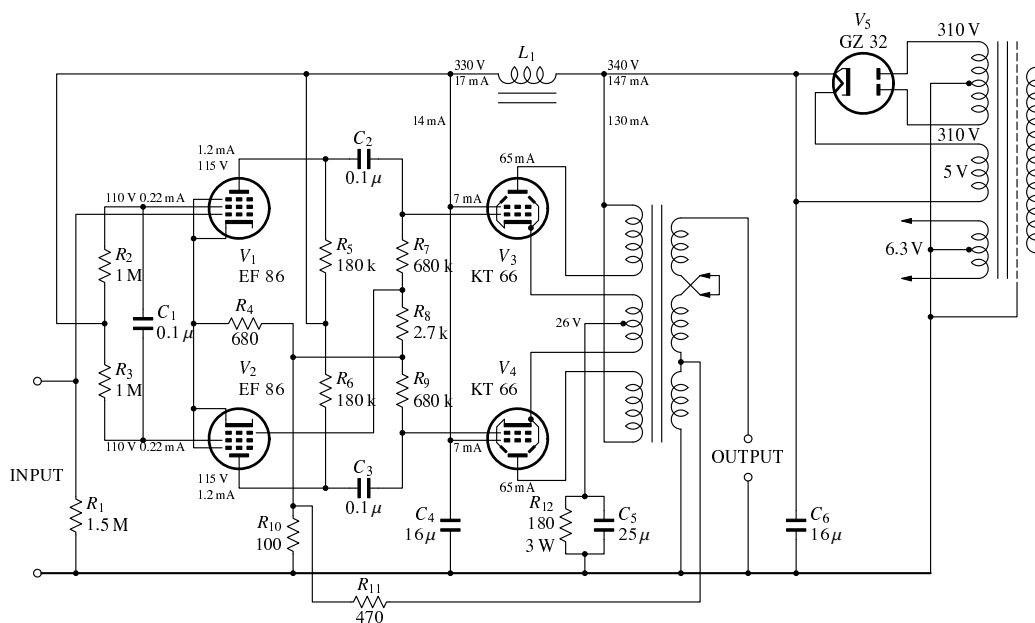 V5
GZ 32
310 V
L1
330 V
17 mA
340 V
147 mA
14 mA
130 mA
310 V
5 V
6.3 V
1.2 mA
115 V
C2
0.1 µ
65 mA
110 V 0.22 mA
7 mA
R2
1 M
V1
EF 86
R5
180 k
R7
680 k
V3
KT 66
C1
0.1 µ
R4
680
R8
2.7 k
26 V
R3
1 M
V2
EF 86
R6
180 k
R9
680 k
V4
KT 66
110 V 0.22 mA
7 mA
INPUT
115 V
1.2 mA
C3
0.1 µ
65 mA
OUTPUT
R1
1.5 M
R10
100
C4
16 µ
R12
180
3 W
C5
25 µ
C6
16 µ
R11
470